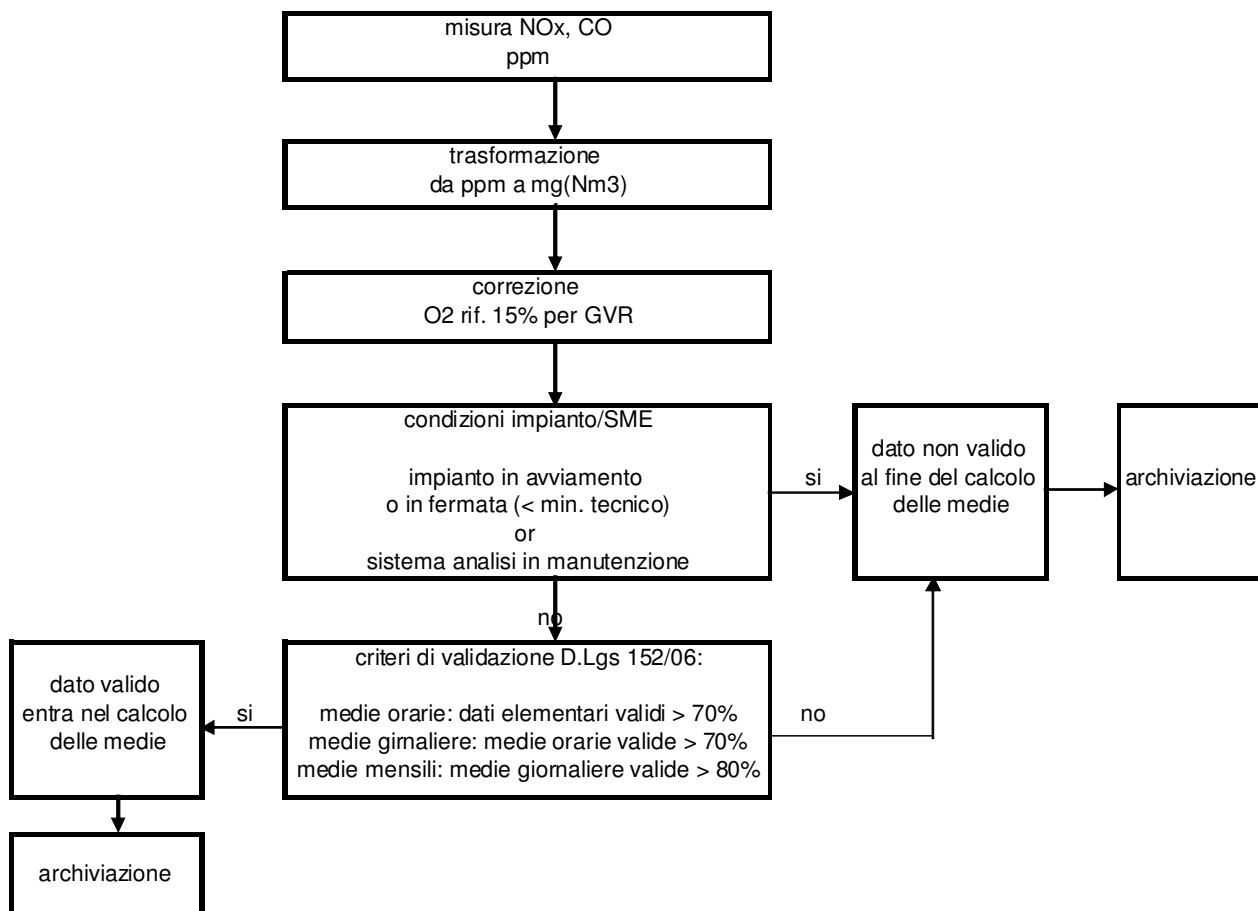 misura NOx, CO
ppm
trasformazione
da ppm a mg(Nm3)
correzione
O2 rif. 15% per GVR
condizioni impianto/SME
impianto in avviamento
o in fermata (< min. tecnico)
or
sistema analisi in manutenzione
si
dato non valido
al fine del calcolo
delle medie
archiviazione
no
criteri di validazione D.Lgs 152/06:
medie orarie: dati elementari validi > 70%
medie girnaliere: medie orarie valide > 70%
medie mensili: medie giornaliere valide > 80%
no
si
dato valido
entra nel calcolo
delle medie
archiviazione